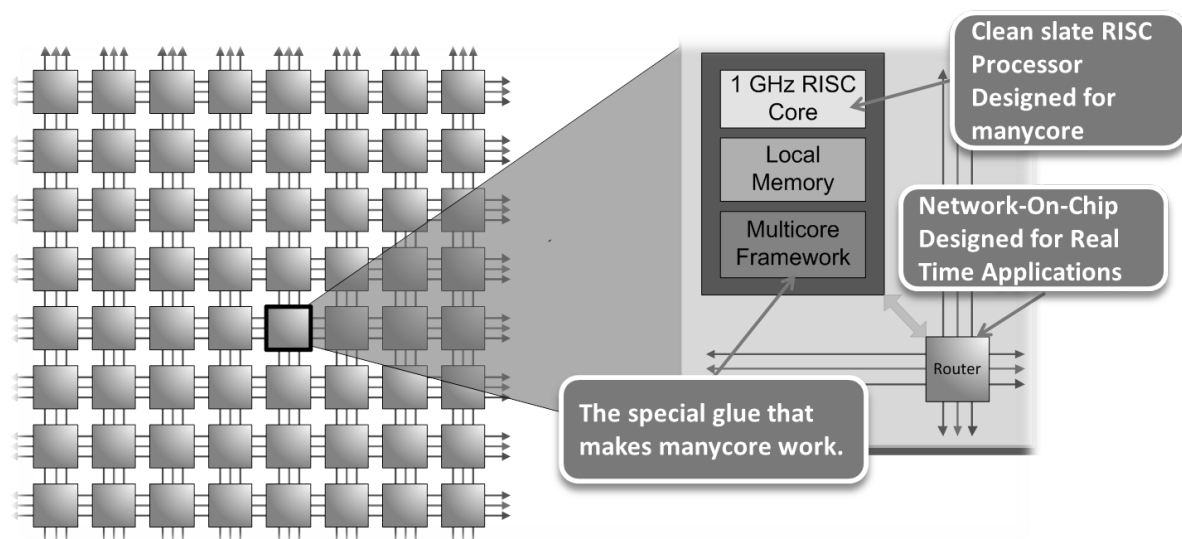 Clean slate RISC
Processor
Designed for
manycore
1 GHz RISC
Core
Local
Memory
Multicore
Framework
Network-On-Chip
Designed for Real
Time Applications
Router
The special glue that
makes manycore work.